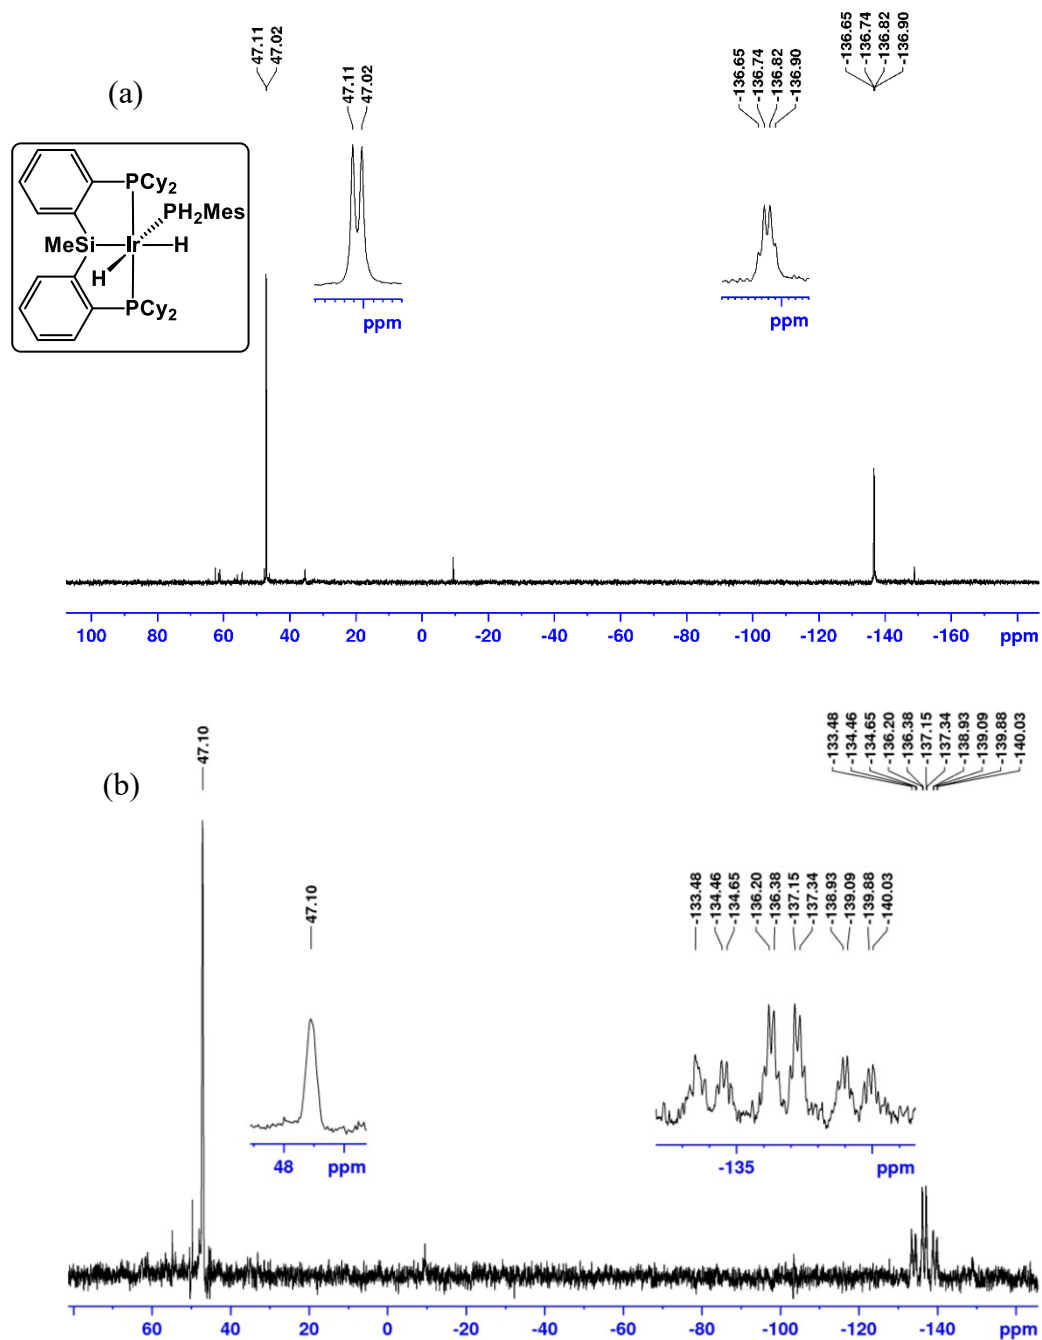 (a)
47.11
47.02
47.11
47.02
-136.65
-136.74
-136.82
-136.90
-136.65
-136.74
-136.82
-136.90
PCy2
PH2Mes
MeSi
Ir
H
H
PCy2
ppm
ppm
100 80 60 40 20 0 -20 -40 -60 -80 -100 -120 -140 -160 ppm
(b)
47.10
47.10
-133.48
-134.46
-134.65
-136.20
-136.38
-137.15
-137.34
-138.93
-139.09
-139.88
-140.03
-133.48
-134.46
-134.65
-136.20
-136.38
-137.15
-137.34
-138.93
-139.09
-139.88
-140.03
48 ppm
-135 ppm
60 40 20 0 -20 -40 -60 -80 -100 -120 -140 ppm